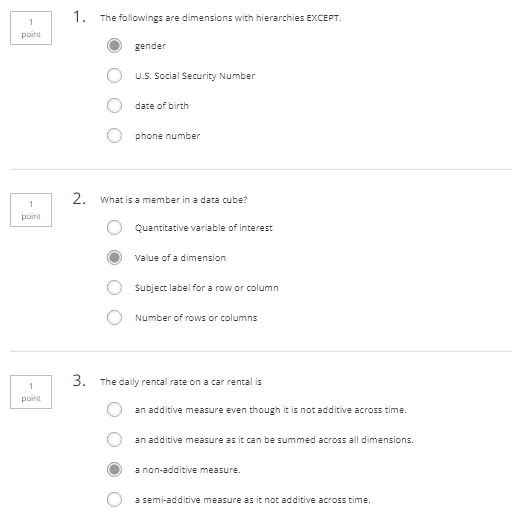 1
point
1. The followings are dimensions with hierarchies EXCEPT.
gender
U.S. Social Security Number
date of birth
phone number
1
point
2. What is a member in a data cube?
Quantitative variable of interest
Value of a dimension
Subject label for a row or column
Number of rows or columns
1
point
3. The daily rental rate on a car rental is
an additive measure even though it is not additive across time.
an additive measure as it can be summed across all dimensions.
a non-additive measure.
a semi-additive measure as it not additive across time.